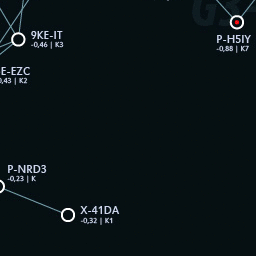 9KE-IT
-0,46 | K3
P-H5IY
-0,88 | K7
E-EZC
0,43 | K2
P-NRD3
-0,23 | K
X-41DA
-0,32 | K1